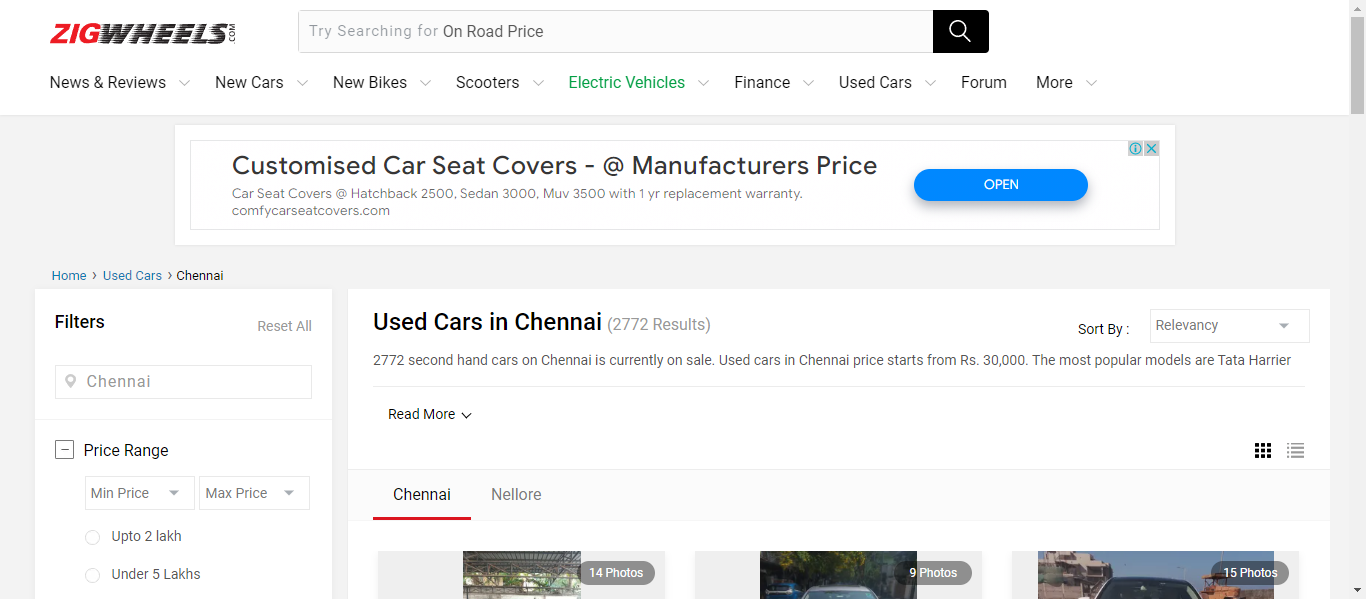 ZIGWHEELS.COM
Try Searching for On Road Price
News & Reviews New Cars New Bikes Scooters Electric Vehicles Finance Used Cars Forum More
Customised Car Seat Covers - @ Manufacturers Price
Car Seat Covers @ Hatchback 2500, Sedan 3000, Muv 3500 with 1 yr replacement warranty.
comfycarseatcovers.com
OPEN
Home › Used Cars › Chennai
Filters
Reset All
Chennai
Price Range
Min Price Max Price
Upto 2 lakh
Under 5 Lakhs
Used Cars in Chennai (2772 Results)
Sort By : Relevancy
2772 second hand cars on Chennai is currently on sale. Used cars in Chennai price starts from Rs. 30,000. The most popular models are Tata Harrier
Read More
Chennai Nellore
14 Photos 9 Photos 15 Photos